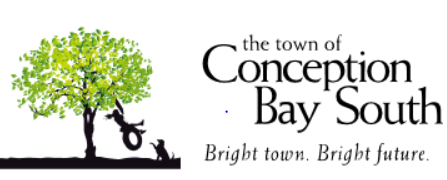 the town of
Conception
Bay South
Bright town. Bright future.